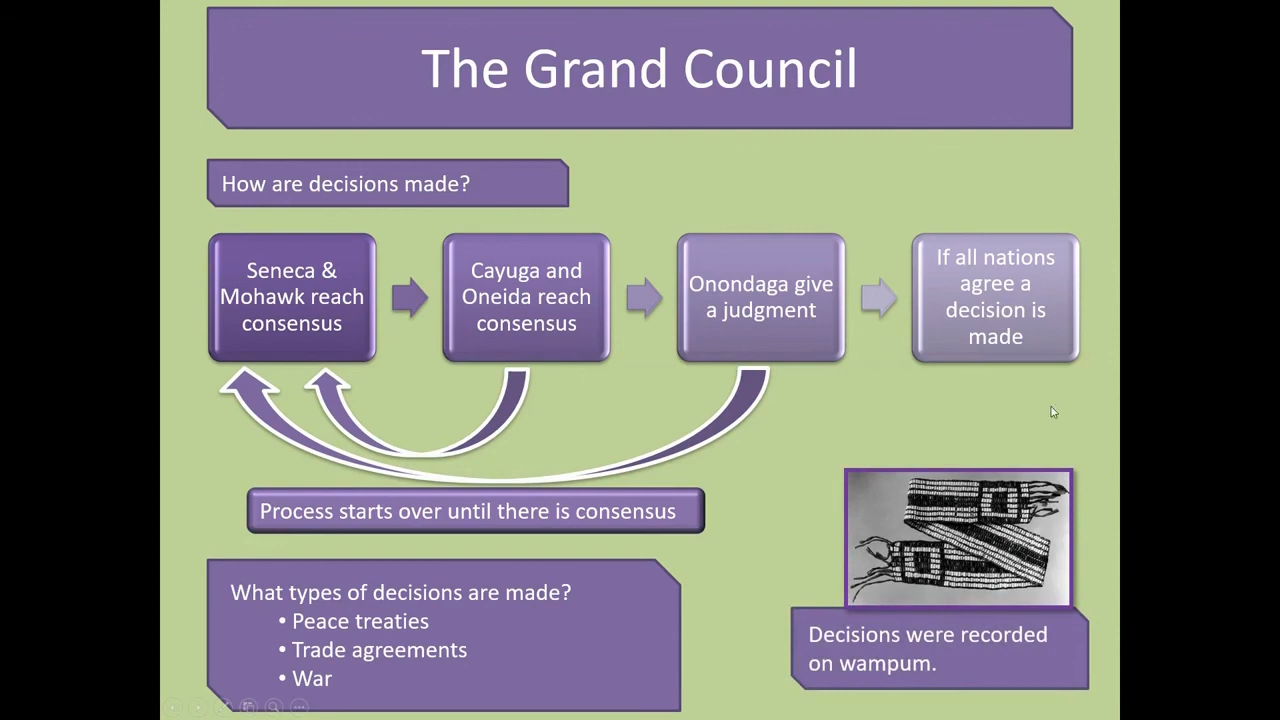 The Grand Council
How are decisions made?
Seneca &
Mohawk reach
consensus
Cayuga and
Oneida reach
consensus
Onondaga give
a judgment
If all nations
agree a
decision is
made
Process starts over until there is consensus
What types of decisions are made?
• Peace treaties
• Trade agreements
• War
Decisions were recorded
on wampum.